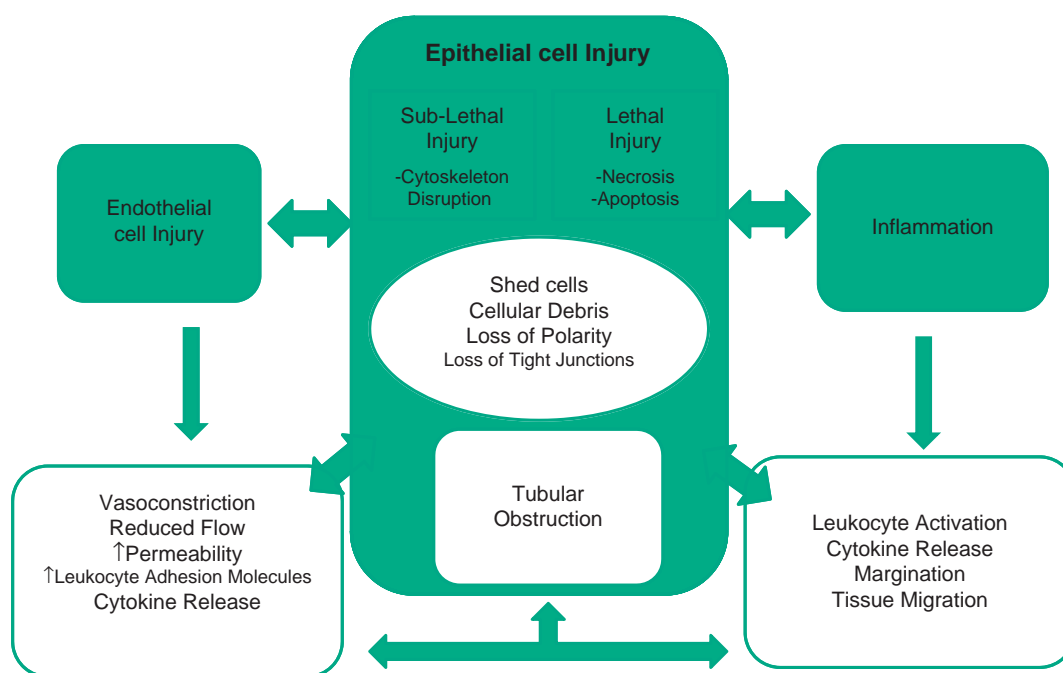 Epithelial cell Injury
Sub-Lethal
Injury
-Cytoskeleton
Disruption
Lethal
Injury
-Necrosis
-Apoptosis
Endothelial
cell Injury
Inflammation
Shed cells
Cellular Debris
Loss of Polarity
Loss of Tight Junctions
Tubular
Obstruction
Vasoconstriction
Reduced Flow
↑Permeability
↑Leukocyte Adhesion Molecules
Cytokine Release
Leukocyte Activation
Cytokine Release
Margination
Tissue Migration